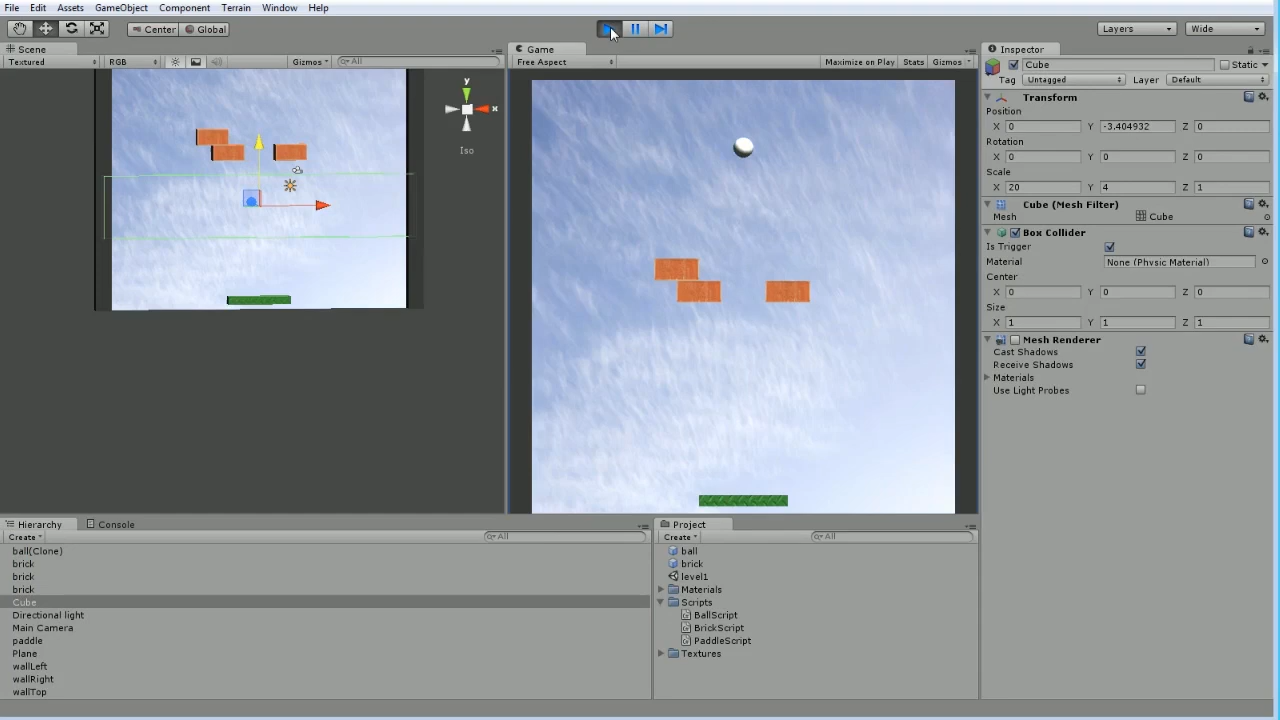 File Edit Assets GameObject Component Terrain Window Help
Center Global Layers Wide
Scene
Textured RGB Gizmos All
y
x
Iso
Game
Free Aspect Maximize on Play Stats Gizmos
Inspector
Cube Static
Tag Untagged Layer Default
Transform
Position
X 0 Y -3.404932 Z 0
Rotation
X 0 Y 0 Z 0
Scale
X 20 Y 4 Z 1
Cube (Mesh Filter)
Mesh Cube
Box Collider
Is Trigger
Material None (Physic Material)
Center
X 0 Y 0 Z 0
Size
X 1 Y 1 Z 1
Mesh Renderer
Cast Shadows
Receive Shadows
Materials
Use Light Probes
Hierarchy Console
Create All
ball(Clone)
brick
brick
brick
Cube
Directional light
Main Camera
paddle
Plane
wallLeft
wallRight
wallTop
Project
Create All
ball
brick
level1
Materials
Scripts
BallScript
BrickScript
PaddleScript
Textures